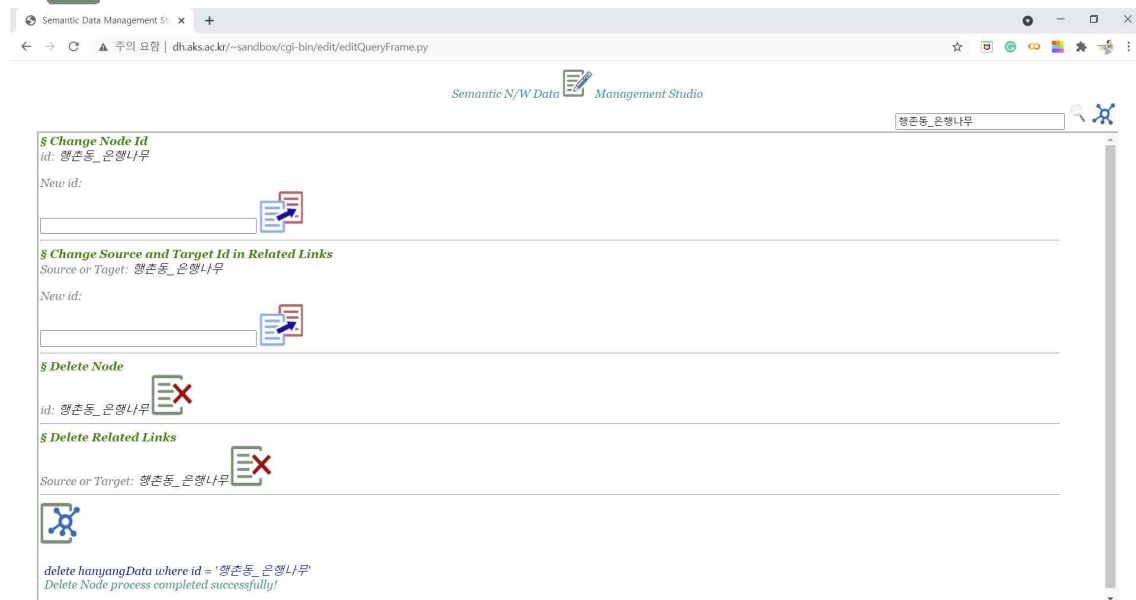 Semantic Data Management St
주의 요함 | dh.aks.ac.kr/~sandbox/cgi-bin/edit/editQueryFrame.py
Semantic N/W Data Management Studio
행촌동_은행나무
§ Change Node Id
id: 행촌동_은행나무
New id:
§ Change Source and Target Id in Related Links
Source or Taget: 행촌동_은행나무
New id:
§ Delete Node
id: 행촌동_은행나무
§ Delete Related Links
Source or Target: 행촌동_은행나무
delete hanyangData where id = '행촌동_은행나무'
Delete Node process completed successfully!